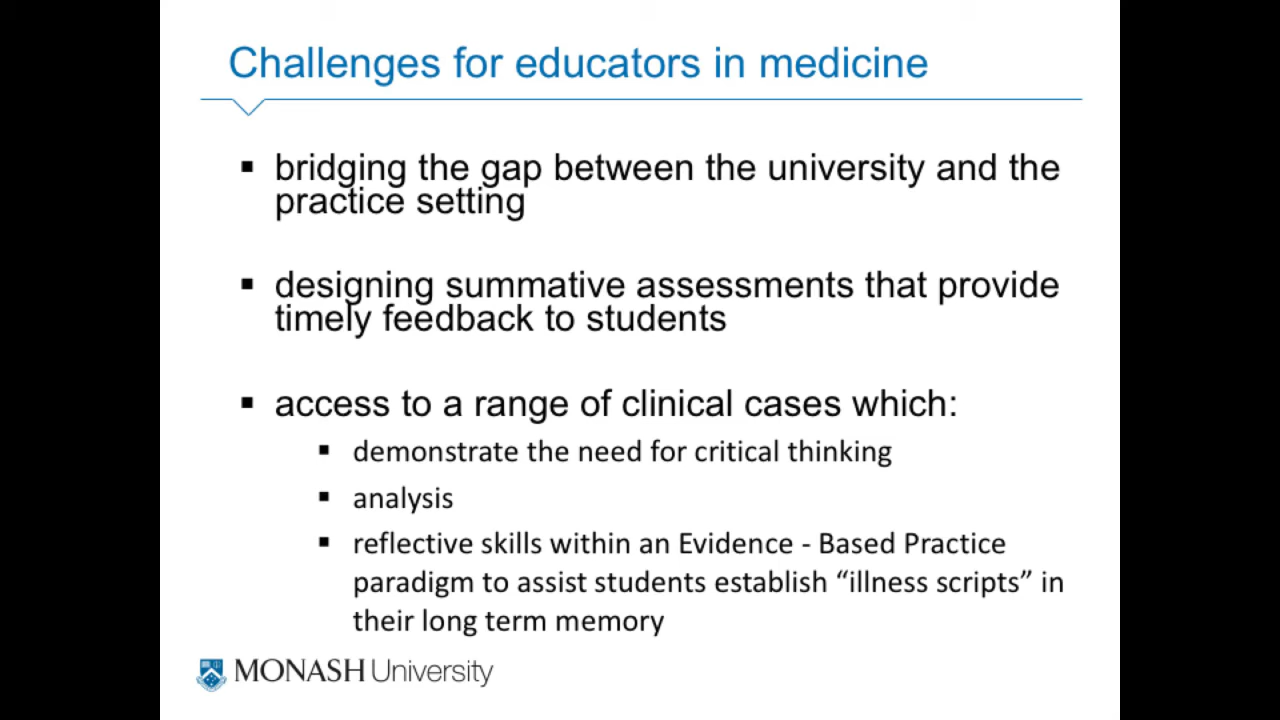 Challenges for educators in medicine
▪ bridging the gap between the university and the
practice setting
▪ designing summative assessments that provide
timely feedback to students
▪ access to a range of clinical cases which:
▪ demonstrate the need for critical thinking
▪ analysis
▪ reflective skills within an Evidence - Based Practice
paradigm to assist students establish “illness scripts” in
their long term memory
MONASH University